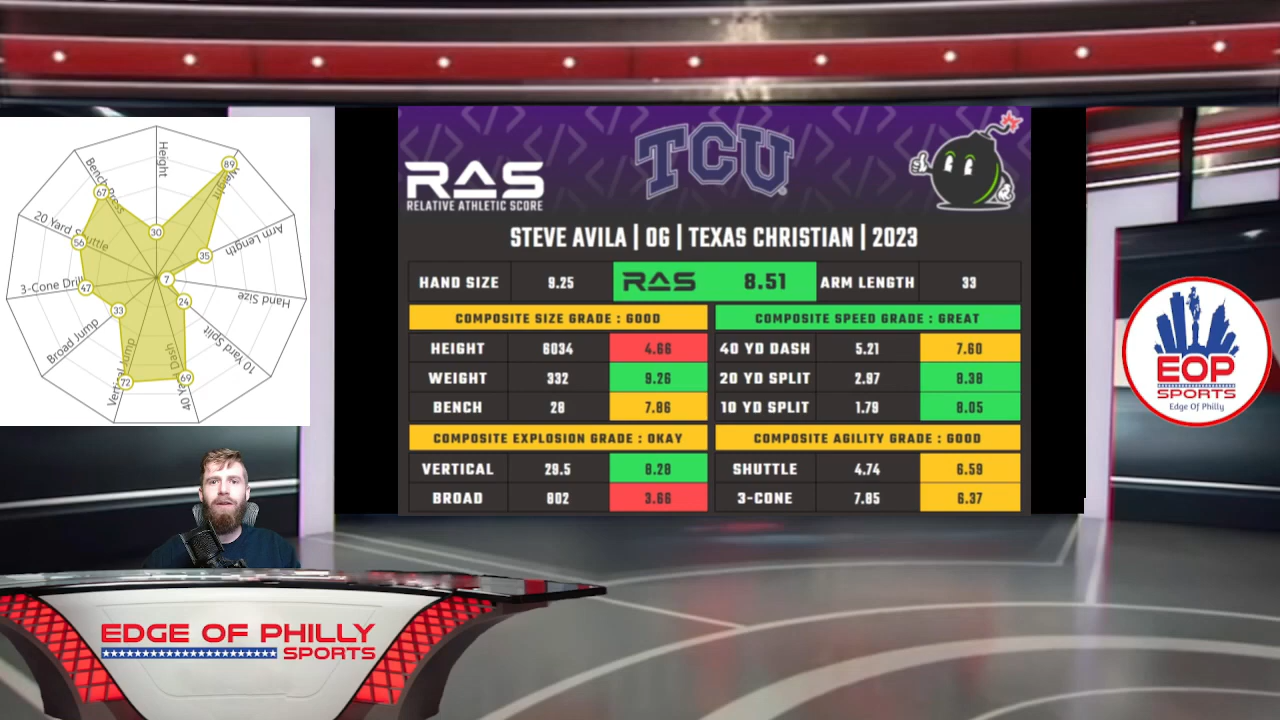 TCU
RAS
RELATIVE ATHLETIC SCORE
STEVE AVILA | OG | TEXAS CHRISTIAN | 2023
HAND SIZE 9.25 RAS 8.51 ARM LENGTH 33
COMPOSITE SIZE GRADE : GOOD
COMPOSITE SPEED GRADE : GREAT
HEIGHT 6034 4.66
40 YD DASH 5.21 7.60
WEIGHT 332 9.26
20 YD SPLIT 2.97 8.38
BENCH 28 7.86
10 YD SPLIT 1.79 8.05
COMPOSITE EXPLOSION GRADE : OKAY
COMPOSITE AGILITY GRADE : GOOD
VERTICAL 29.5 8.28
SHUTTLE 4.74 6.59
BROAD 802 3.66
3-CONE 7.85 6.37
Height
30
Weight
89
Arm Length
35
Hand Size
7
10 Yard Split
24
40 Yard Dash
69
Vertical Jump
72
Broad Jump
33
3-Cone Drill
47
20 Yard Shuttle
56
Bench Press
67
EOP
SPORTS
Edge Of Philly
EDGE OF PHILLY
SPORTS